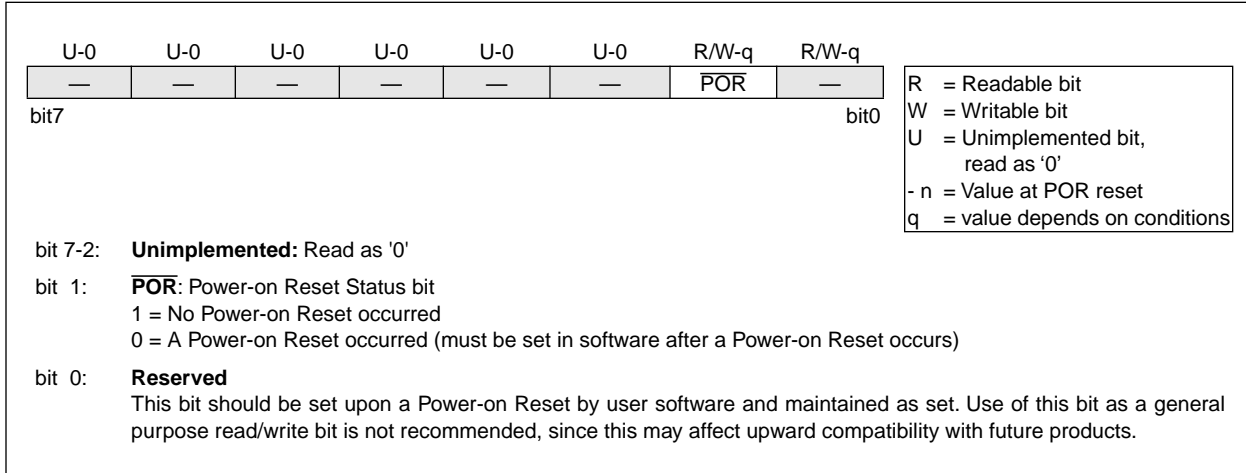 U-0 U-0 U-0 U-0 U-0 U-0 R/W-q R/W-q
— — — — — — P̅O̅R̅ —
bit7 bit0
R = Readable bit
W = Writable bit
U = Unimplemented bit,
read as ‘0’
- n = Value at POR reset
q = value depends on conditions
bit 7-2: Unimplemented: Read as '0'
bit 1: P̅O̅R̅: Power-on Reset Status bit
1 = No Power-on Reset occurred
0 = A Power-on Reset occurred (must be set in software after a Power-on Reset occurs)
bit 0: Reserved
This bit should be set upon a Power-on Reset by user software and maintained as set. Use of this bit as a general
purpose read/write bit is not recommended, since this may affect upward compatibility with future products.